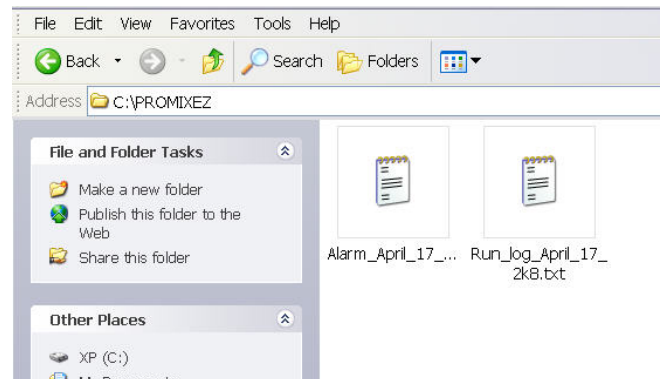 File Edit View Favorites Tools Help
Back Search Folders
Address C:\PROMIXEZ
File and Folder Tasks
Make a new folder
Publish this folder to the
Web
Share this folder
Other Places
XP (C:)
Alarm_April_17_...
Run_log_April_17_
2k8.txt